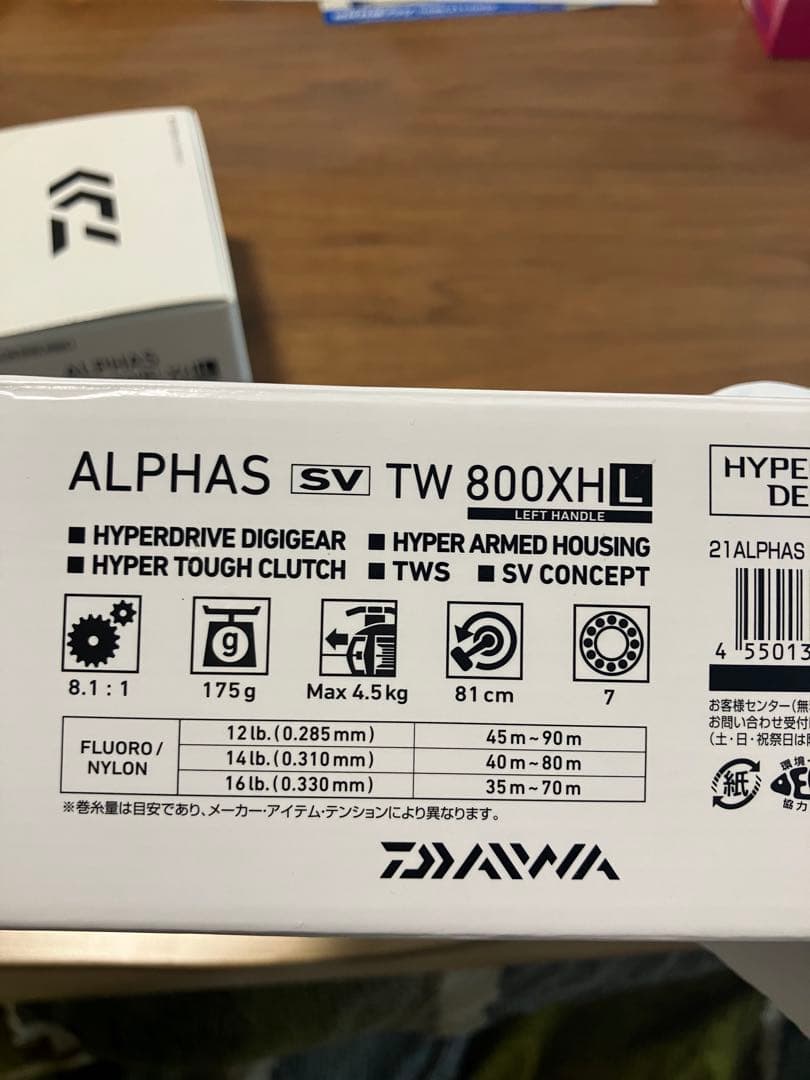 ALPHAS
ALPHAS SV TW 800XHL
LEFT HANDLE
■ HYPERDRIVE DIGIGEAR ■ HYPER ARMED HOUSING
■ HYPER TOUGH CLUTCH ■ TWS ■ SV CONCEPT
g
8.1 : 1 175g Max 4.5kg 81cm 7
FLUORO/
NYLON
12lb.(0.285mm) 45m~90m
14lb.(0.310mm) 40m~80m
16lb.(0.330mm) 35m~70m
※巻糸量は目安であり、メーカー・アイテム・テンションにより異なります。
DAIWA
HYPE
DE
21ALPHAS
4 55013
お客様センター(無
お問い合わせ受付
(土・日・祝祭日は
紙
環境
協力